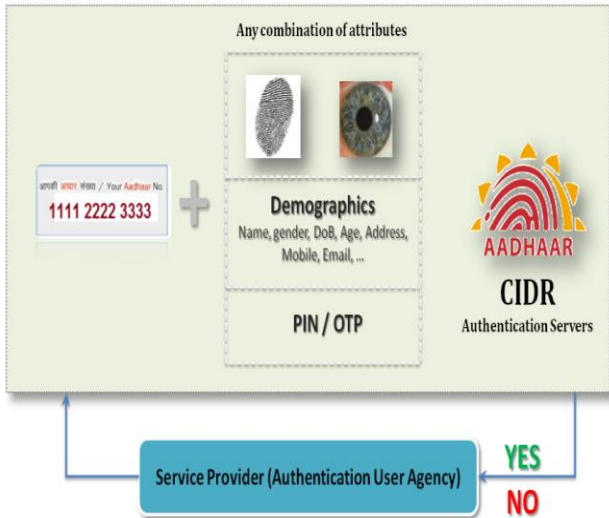 Any combination of attributes
आपकी आधार संख्या / Your Aadhaar No
1111 2222 3333
Demographics
Name, gender, DoB, Age, Address,
Mobile, Email, ...
PIN / OTP
AADHAAR
CIDR
Authentication Servers
Service Provider (Authentication User Agency)
YES
NO